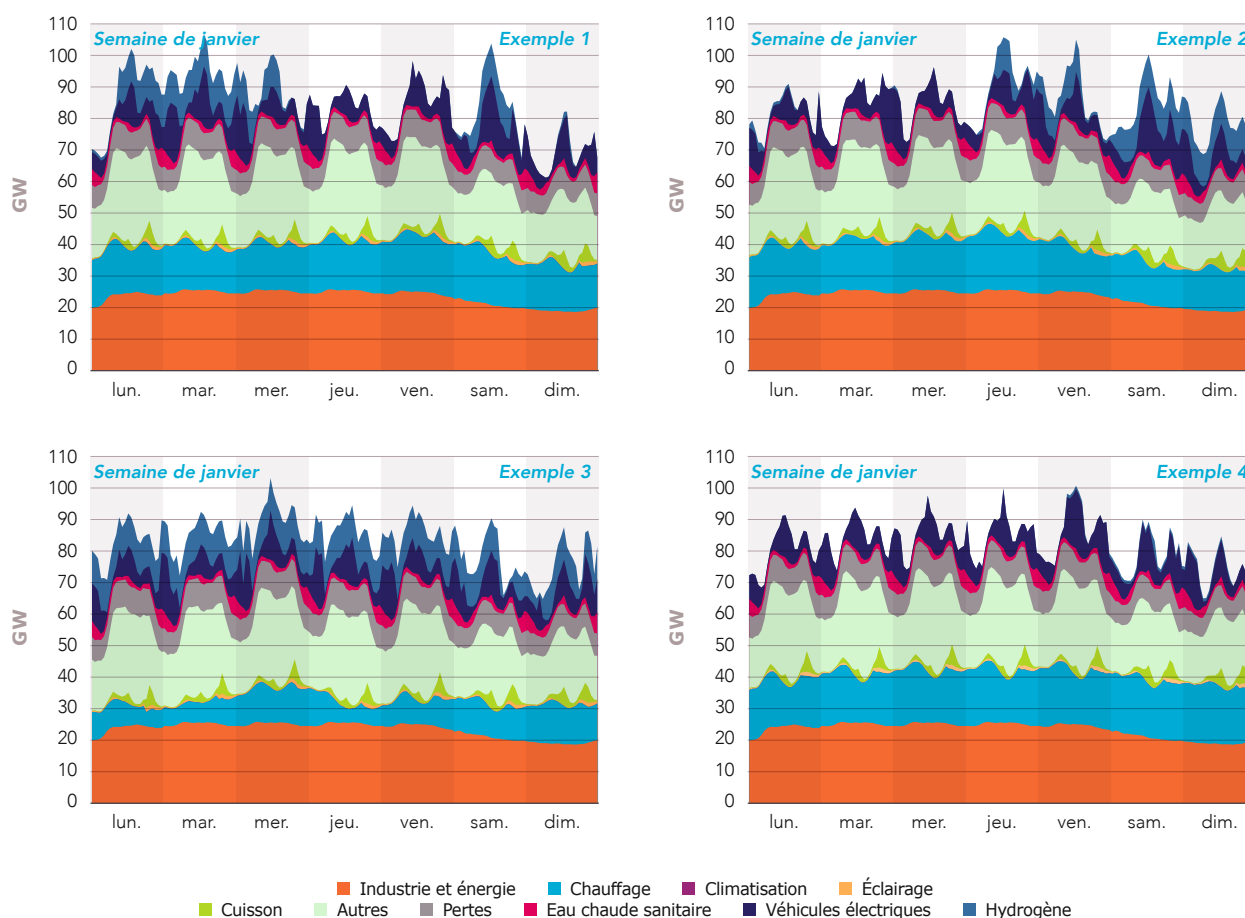 110
100
90
80
70
60
50
40
30
20
10
0
GW
Semaine de janvier
Exemple 1
lun. mar. mer. jeu. ven. sam. dim.
110
100
90
80
70
60
50
40
30
20
10
0
GW
Semaine de janvier
Exemple 2
lun. mar. mer. jeu. ven. sam. dim.
110
100
90
80
70
60
50
40
30
20
10
0
GW
Semaine de janvier
Exemple 3
lun. mar. mer. jeu. ven. sam. dim.
110
100
90
80
70
60
50
40
30
20
10
0
GW
Semaine de janvier
Exemple 4
lun. mar. mer. jeu. ven. sam. dim.
Industrie et énergie Chauffage Climatisation Éclairage
Cuisson Autres Pertes Eau chaude sanitaire Véhicules électriques Hydrogène